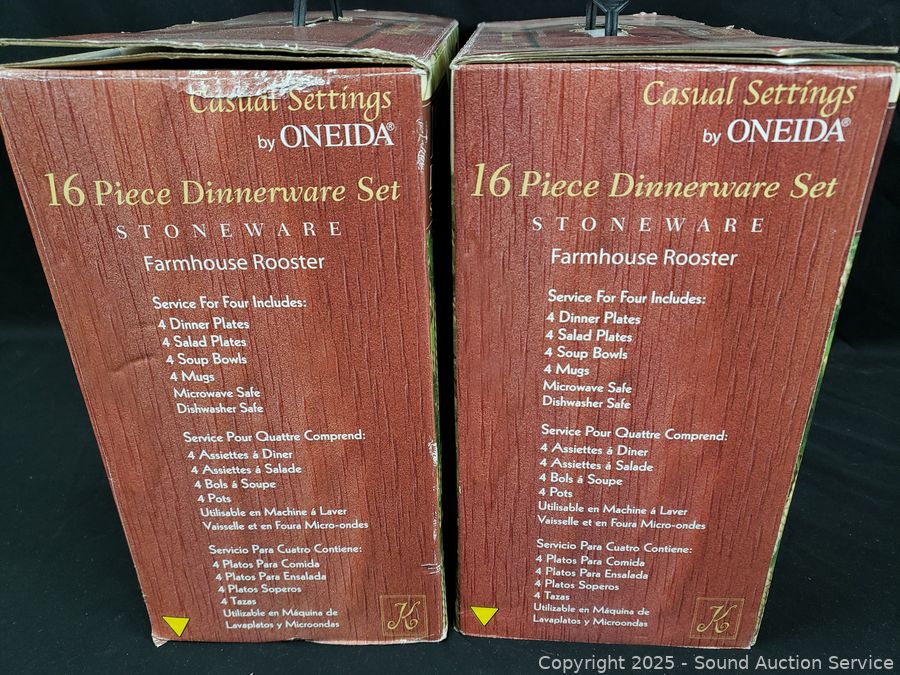 Casual Settings
by ONEIDA®
16 Piece Dinnerware Set
STONEWARE
Farmhouse Rooster
Service For Four Includes:
4 Dinner Plates
4 Salad Plates
4 Soup Bowls
4 Mugs
Microwave Safe
Dishwasher Safe
Service Pour Quattre Comprend:
4 Assiettes á Diner
4 Assiettes á Salade
4 Bols á Soupe
4 Pots
Utilisable en Machine á Laver
Vaisselle et en Foura Micro-ondes
Servicio Para Cuatro Contiene:
4 Platos Para Comida
4 Platos Para Ensalada
4 Platos Soperos
4 Tazas
Utilizable en Máquina de
Lavaplatos y Microondas
K
Casual Settings
by ONEIDA®
16 Piece Dinnerware Set
STONEWARE
Farmhouse Rooster
Service For Four Includes:
4 Dinner Plates
4 Salad Plates
4 Soup Bowls
4 Mugs
Microwave Safe
Dishwasher Safe
Service Pour Quattre Comprend:
4 Assiettes á Diner
4 Assiettes á Salade
4 Bols á Soupe
4 Pots
Utilisable en Machine á Laver
Vaisselle et en Foura Micro-ondes
Servicio Para Cuatro Contiene:
4 Platos Para Comida
4 Platos Para Ensalada
4 Platos Soperos
4 Tazas
Utilizable en Máquina de
Lavaplatos y Microondas
K
Copyright 2025 - Sound Auction Service